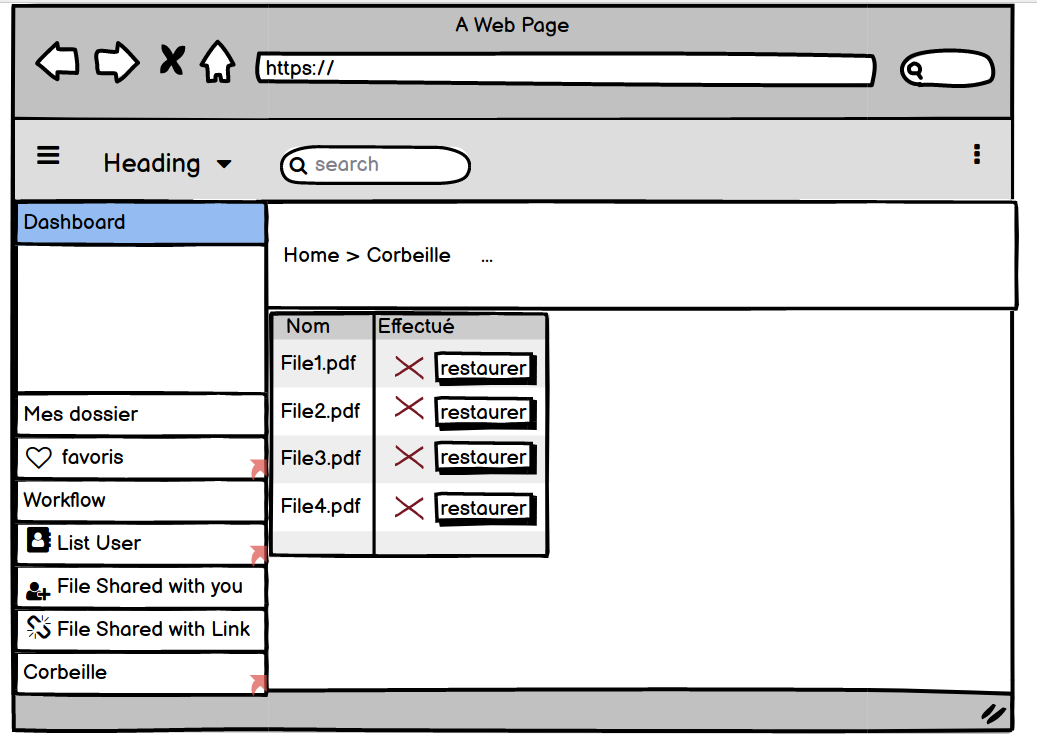 A Web Page
https://
Heading
search
Dashboard
Home > Corbeille ...
Nom Effectué
File1.pdf restaurer
File2.pdf restaurer
File3.pdf restaurer
File4.pdf restaurer
Mes dossier
favoris
Workflow
List User
File Shared with you
File Shared with Link
Corbeille